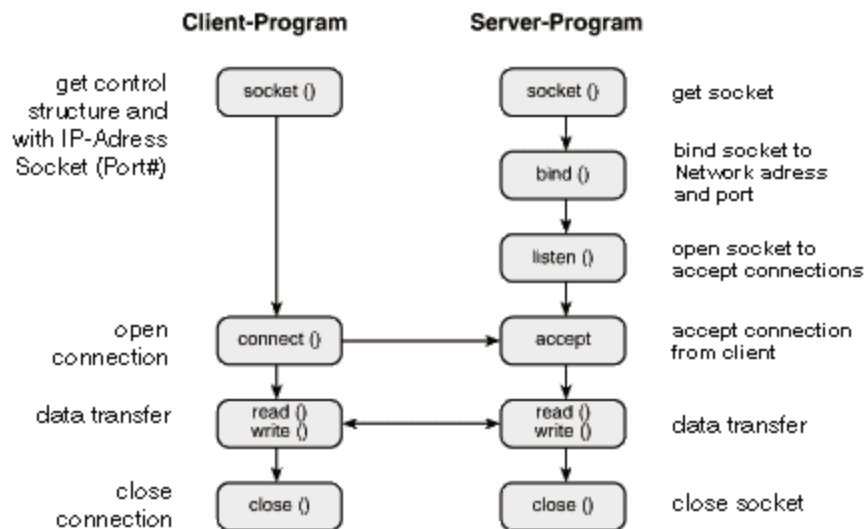 Client-Program
Server-Program
get control
structure and
with IP-Adress
Socket (Port#)
socket ()
socket ()
get socket
bind ()
bind socket to
Network adress
and port
listen ()
open socket to
accept connections
open
connection
connect ()
accept
accept connection
from client
data transfer
read ()
write ()
read ()
write ()
data transfer
close
connection
close ()
close ()
close socket